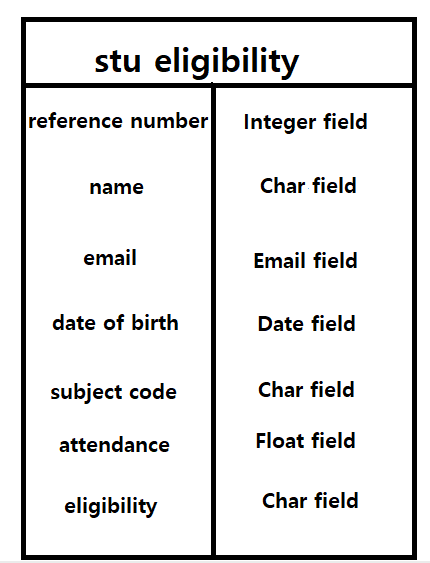 stu eligibility
reference number Integer field
name Char field
email Email field
date of birth Date field
subject code Char field
attendance Float field
eligibility Char field